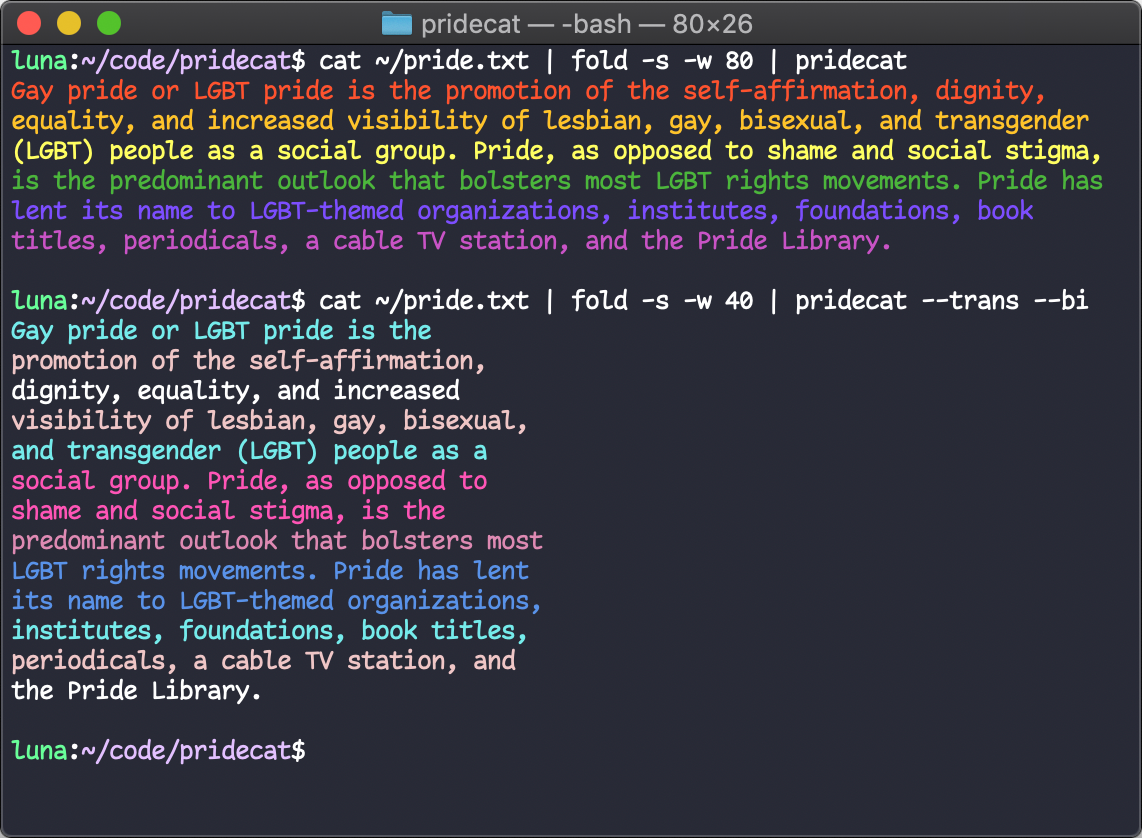 pridecat — -bash — 80×26
luna:~/code/pridecat$ cat ~/pride.txt | fold -s -w 80 | pridecat
Gay pride or LGBT pride is the promotion of the self-affirmation, dignity,
equality, and increased visibility of lesbian, gay, bisexual, and transgender
(LGBT) people as a social group. Pride, as opposed to shame and social stigma,
is the predominant outlook that bolsters most LGBT rights movements. Pride has
lent its name to LGBT-themed organizations, institutes, foundations, book
titles, periodicals, a cable TV station, and the Pride Library.
luna:~/code/pridecat$ cat ~/pride.txt | fold -s -w 40 | pridecat --trans --bi
Gay pride or LGBT pride is the
promotion of the self-affirmation,
dignity, equality, and increased
visibility of lesbian, gay, bisexual,
and transgender (LGBT) people as a
social group. Pride, as opposed to
shame and social stigma, is the
predominant outlook that bolsters most
LGBT rights movements. Pride has lent
its name to LGBT-themed organizations,
institutes, foundations, book titles,
periodicals, a cable TV station, and
the Pride Library.
luna:~/code/pridecat$